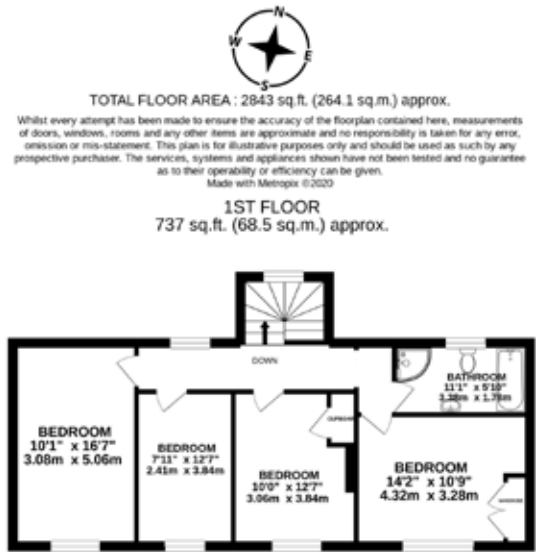 N
W
E
S
TOTAL FLOOR AREA : 2843 sq.ft. (264.1 sq.m.) approx.
Whilst every attempt has been made to ensure the accuracy of the floorplan contained here, measurements
of doors, windows, rooms and any other items are approximate and no responsibility is taken for any error,
omission or mis-statement. This plan is for illustrative purposes only and should be used as such by any
prospective purchaser. The services, systems and appliances shown have not been tested and no guarantee
as to their operability or efficiency can be given.
Made with Metropix ©2020
1ST FLOOR
737 sq.ft. (68.5 sq.m.) approx.
DOWN
BATHROOM
11'1" x 5'10"
3.38m x 1.78m
BEDROOM
10'1" x 16'7"
3.08m x 5.06m
BEDROOM
7'11" x 12'7"
2.41m x 3.84m
CUPBOARD
BEDROOM
10'0" x 12'7"
3.06m x 3.84m
BEDROOM
14'2" x 10'9"
4.32m x 3.28m
WARDROBE